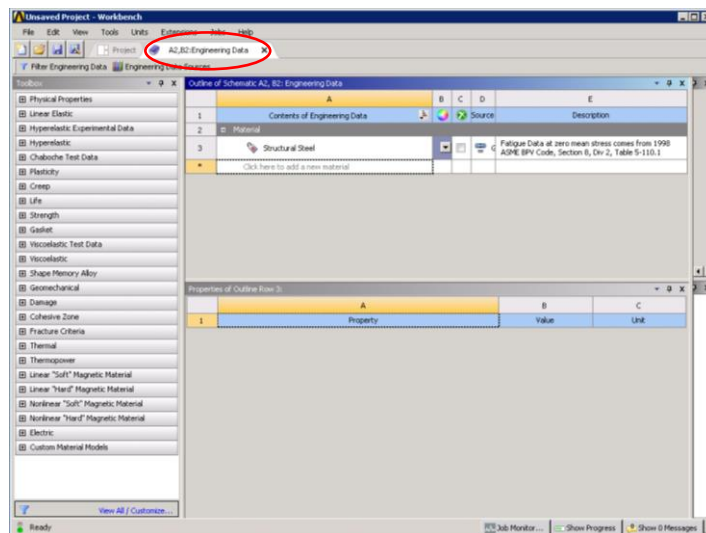 Unsaved Project - Workbench
File Edit View Tools Units Extensions Jobs Help
Project A2,B2:Engineering Data X
Filter Engineering Data Engineering Data Sources
Toolbox
Physical Properties
Linear Elastic
Hyperelastic Experimental Data
Hyperelastic
Chaboche Test Data
Plasticity
Creep
Life
Strength
Gasket
Viscoelastic Test Data
Viscoelastic
Shape Memory Alloy
Geomechanical
Damage
Cohesive Zone
Fracture Criteria
Thermal
Thermopower
Linear "Soft" Magnetic Material
Linear "Hard" Magnetic Material
Nonlinear "Soft" Magnetic Material
Nonlinear "Hard" Magnetic Material
Electric
Custom Material Models
View All / Customize...
Outline of Schematic A2, B2: Engineering Data
A B C D E
1 Contents of Engineering Data Source Description
2 Material
3 Structural Steel Fatigue Data at zero mean stress comes from 1998
ASME BPV Code, Section 8, Div 2, Table 5-110.1
* Click here to add a new material
Properties of Outline Row 3:
A B C
1 Property Value Unit
Ready Job Monitor... Show Progress Show 0 Messages